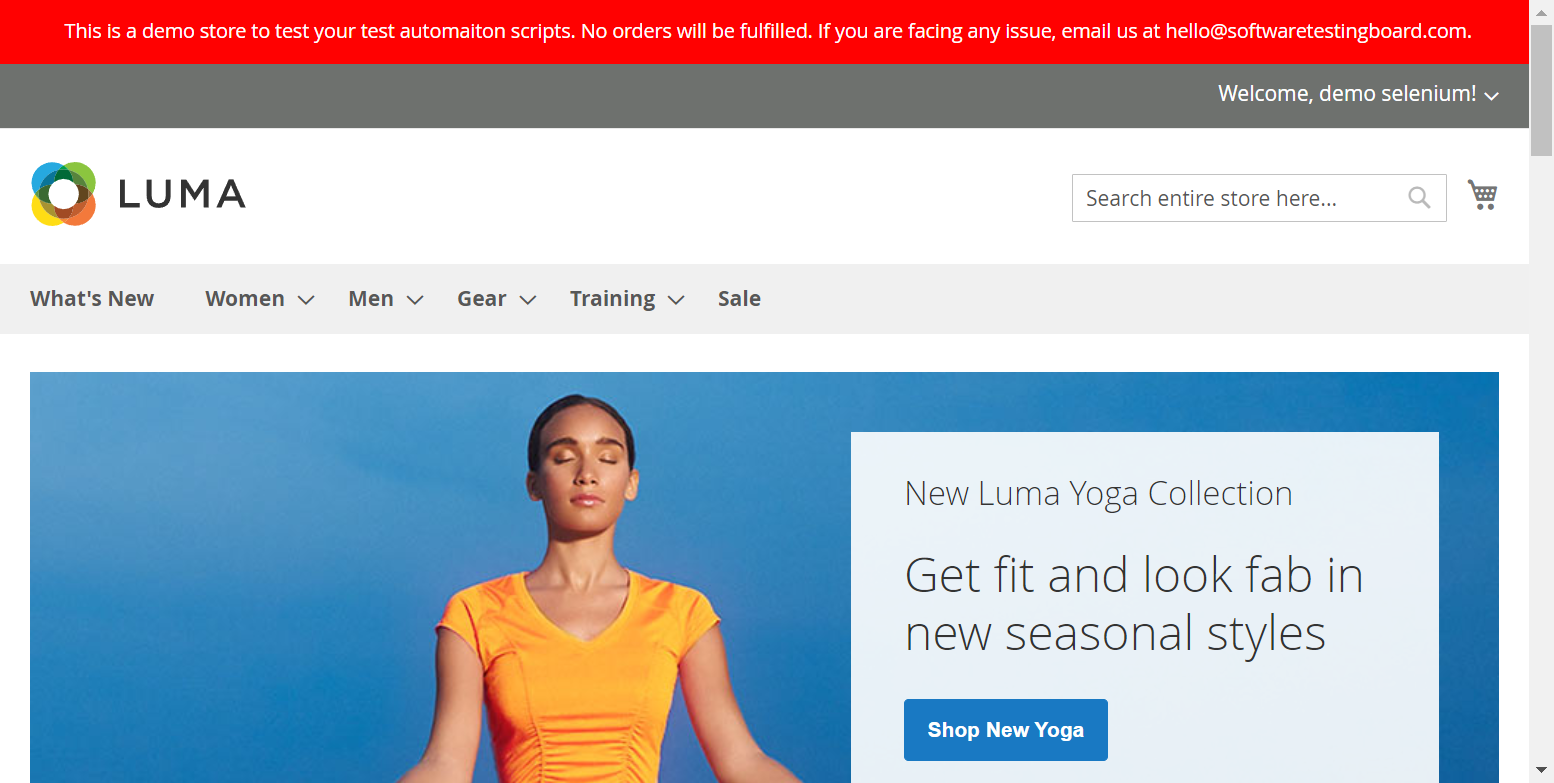 This is a demo store to test your test automaiton scripts. No orders will be fulfilled. If you are facing any issue, email us at hello@softwaretestingboard.com.
Welcome, demo selenium!
LUMA
Search entire store here...
What's New Women Men Gear Training Sale
New Luma Yoga Collection
Get fit and look fab in
new seasonal styles
Shop New Yoga